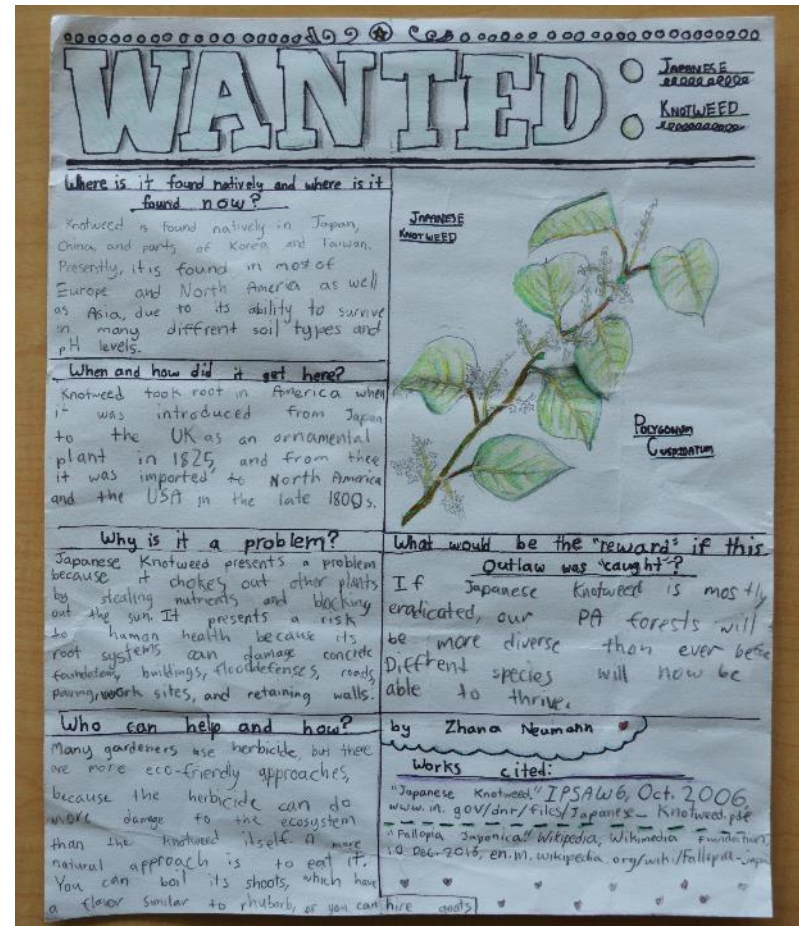 WANTED
JAPANESE
KNOTWEED
Where is it found natively and where is it
found now?
Knotweed is found natively in Japan,
China, and parts of Korea and Taiwan.
Presently, it is found in most of
Europe and North America as well
as Asia, due to its ability to survive
in many diffrent soil types and
pH levels.
When and how did it get here?
Knotweed took root in America when
it was introduced from Japan
to the UK as an ornamental
plant in 1825, and from there
it was imported to North America
and the USA in the late 1800s.
Why is it a problem?
Japanese Knotweed presents a problem
because it chokes out other plants
by stealing nutrients and blocking
out the sun. It presents a risk
to human health because its
root systems can damage concrete
foundations, buildings, flood defenses, roads,
paving, work sites, and retaining walls.
Who can help and how?
Many gardeners use herbicide, but there
are more eco-friendly approaches,
because the herbicide can do
more damage to the ecosystem
than the knotweed itself. A more
natural approach is to eat it.
You can boil its shoots, which have
a flavor similar to rhubarb, or you can hire goats
JAPANESE
KNOTWEED
POLYGONUM
CUSPIDATUM
What would be the "reward" if this
Outlaw was "caught"?
If Japanese Knotweed is mostly
eradicated, our PA forests will
be more diverse than ever before
Diffrent species will now be
able to thrive.
by Zhana Neumann
Works cited:
"Japanese Knotweed." IPSAWG, Oct. 2006,
www.in.gov/dnr/files/Japanese_Knotweed.pdf
"Fallopia Japonica." Wikipedia, Wikimedia Foundation,
10 Dec. 2016, en.m.wikipedia.org/wiki/Fallopia-japo